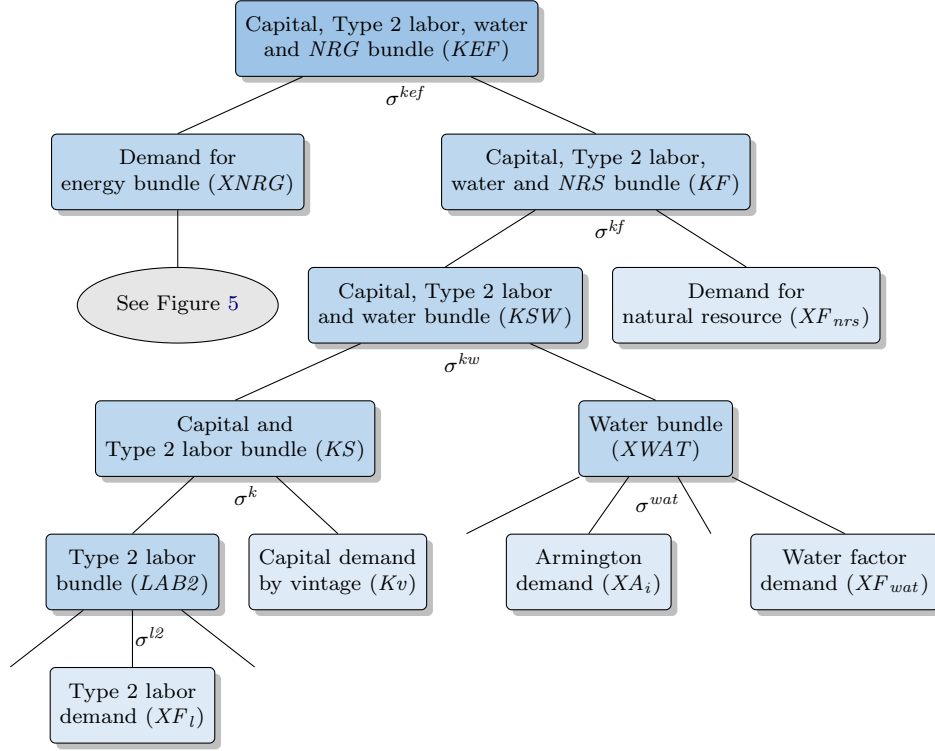 Capital, Type 2 labor, water
and NRG bundle (KEF)
σ^kef
Demand for
energy bundle (XNRG)
Capital, Type 2 labor,
water and NRS bundle (KF)
σ^kf
See Figure 5
Capital, Type 2 labor
and water bundle (KSW)
Demand for
natural resource (XF_nrs)
σ^kw
Capital and
Type 2 labor bundle (KS)
Water bundle
(XWAT)
σ^k
σ^wat
Type 2 labor
bundle (LAB2)
Capital demand
by vintage (Kv)
Armington
demand (XA_i)
Water factor
demand (XF_wat)
σ^l2
Type 2 labor
demand (XF_l)